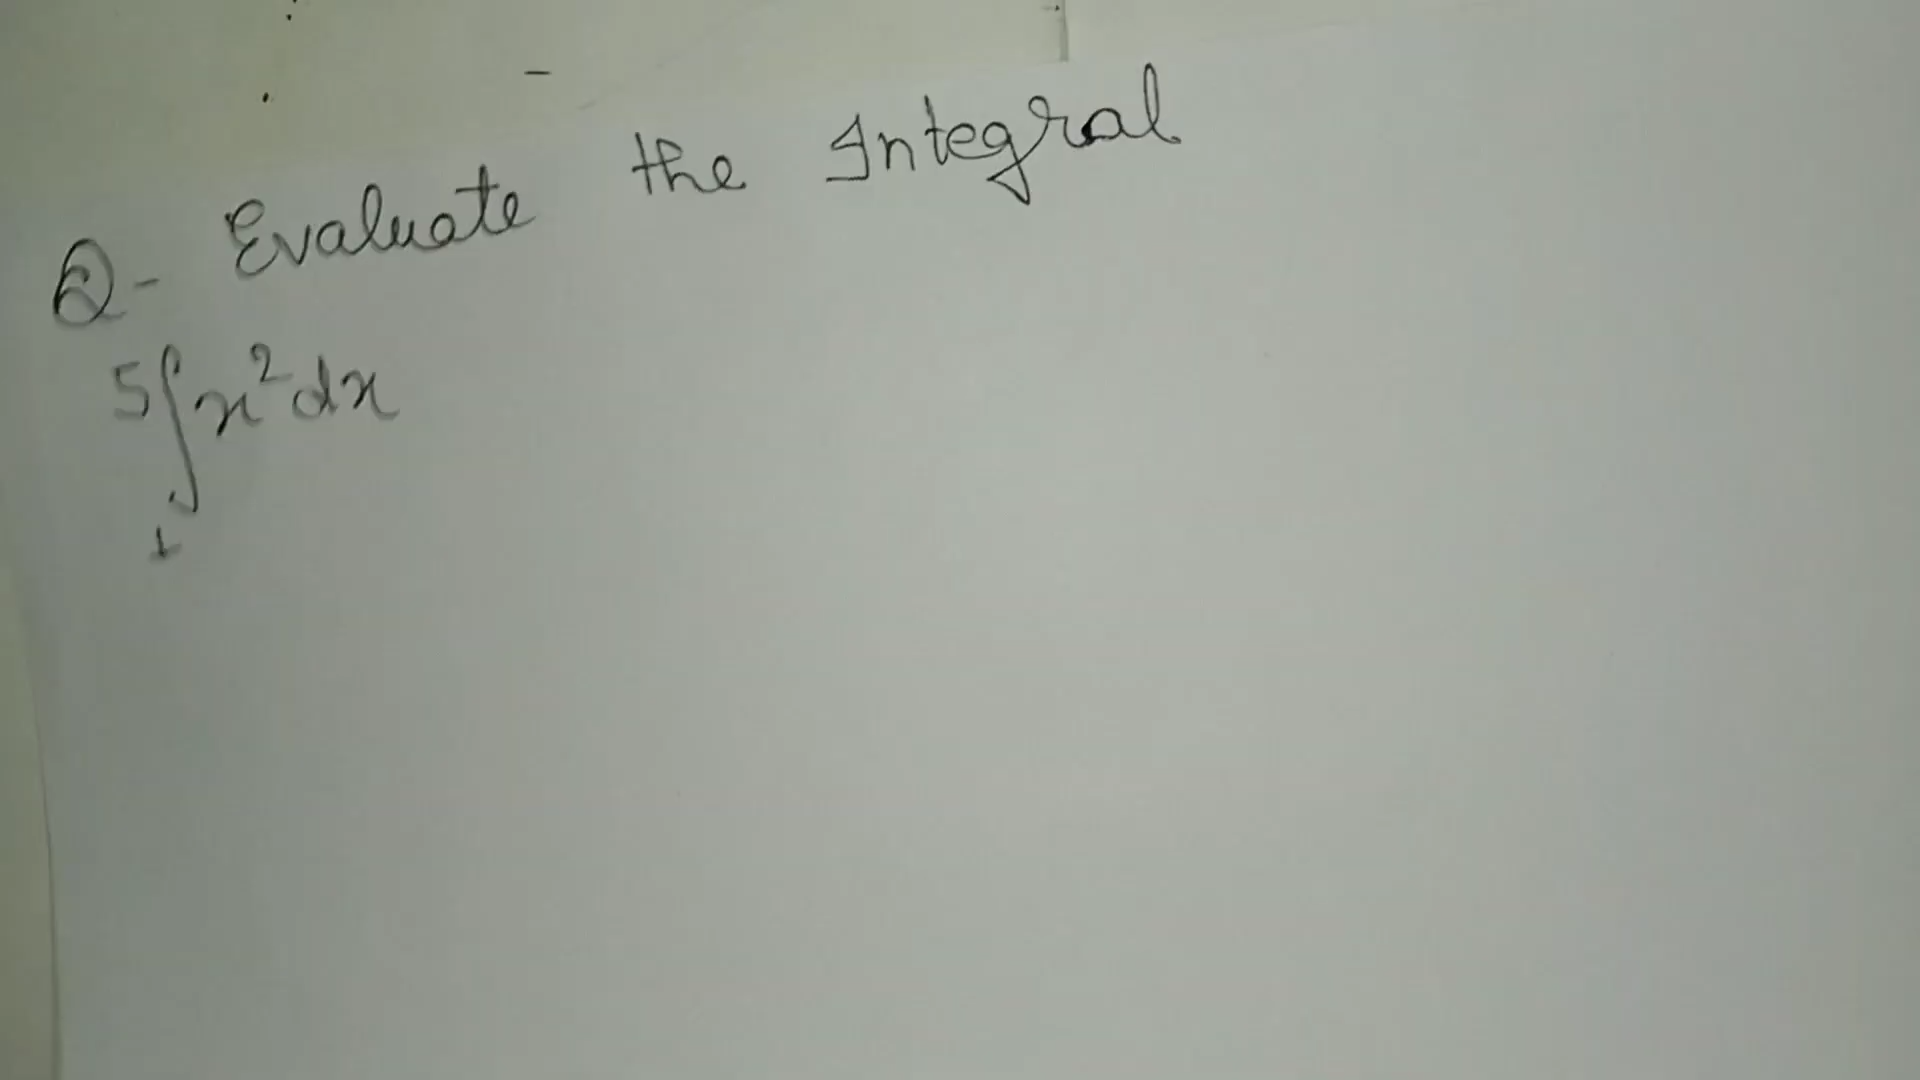 Q- Evaluate the Integral
5∫x²dx
1